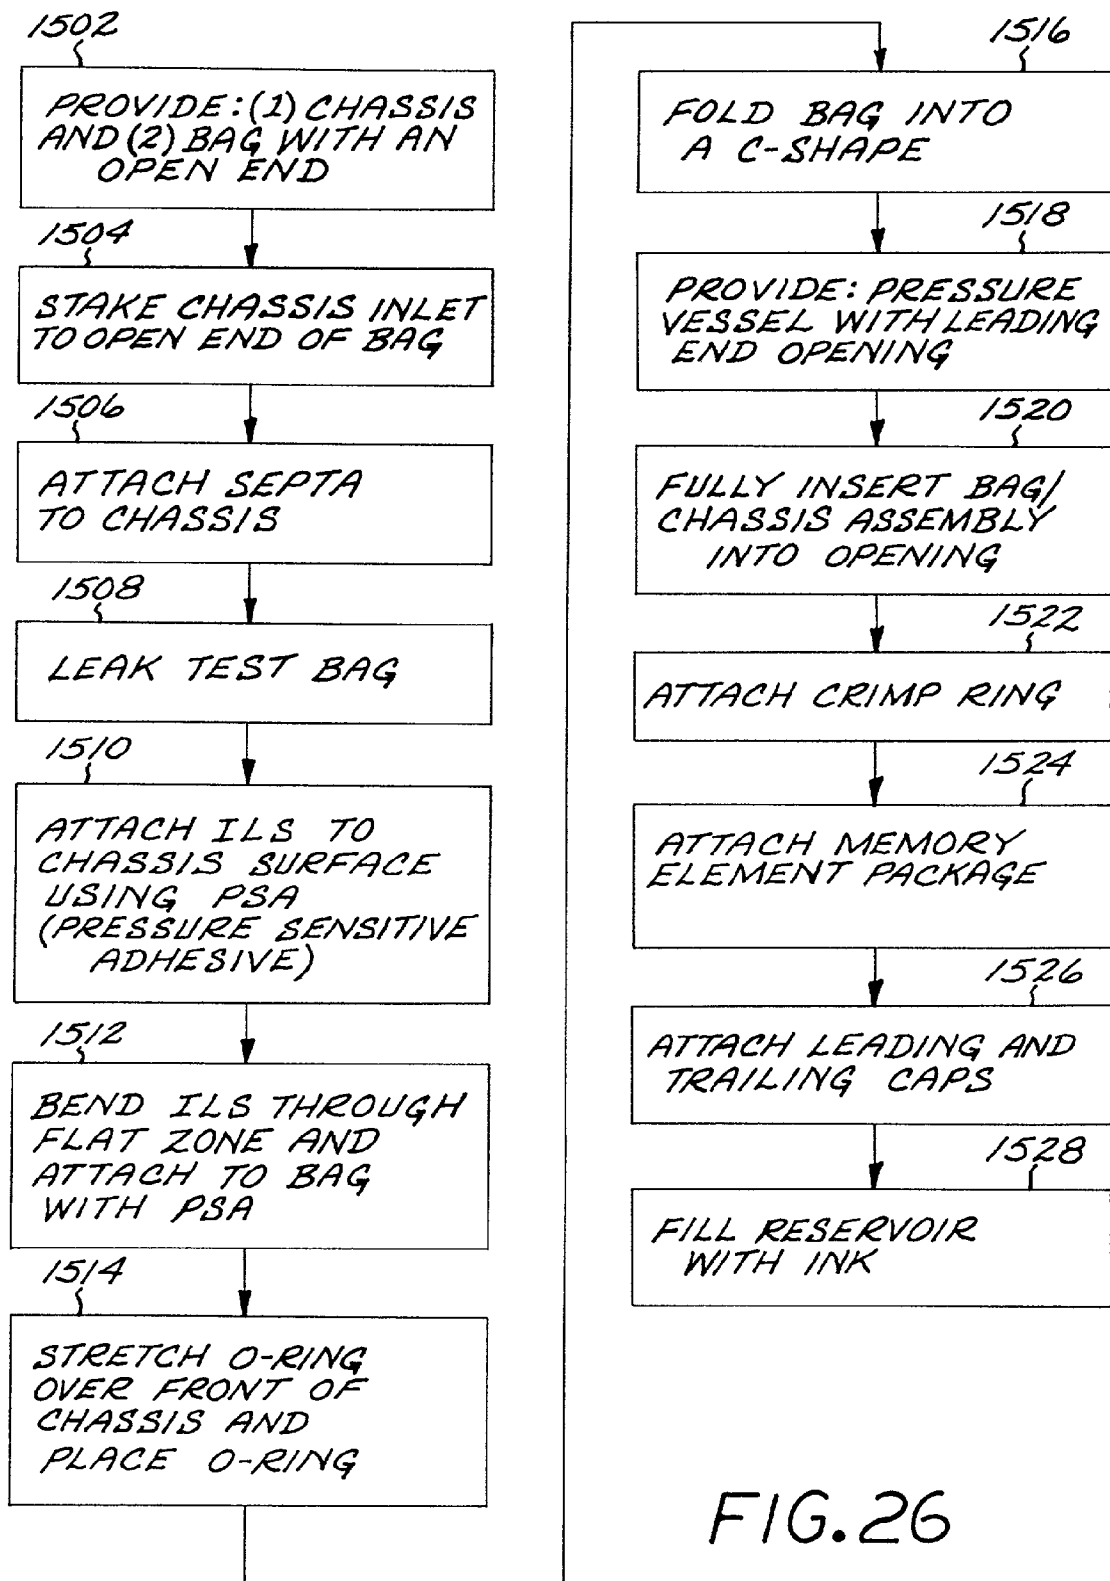 1502
PROVIDE: (1) CHASSIS
AND (2) BAG WITH AN
OPEN END
1504
STAKE CHASSIS INLET
TO OPEN END OF BAG
1506
ATTACH SEPTA
TO CHASSIS
1508
LEAK TEST BAG
1510
ATTACH ILS TO
CHASSIS SURFACE
USING PSA
(PRESSURE SENSITIVE
ADHESIVE)
1512
BEND ILS THROUGH
FLAT ZONE AND
ATTACH TO BAG
WITH PSA
1514
STRETCH O-RING
OVER FRONT OF
CHASSIS AND
PLACE O-RING
1516
FOLD BAG INTO
A C-SHAPE
1518
PROVIDE: PRESSURE
VESSEL WITH LEADING
END OPENING
1520
FULLY INSERT BAG/
CHASSIS ASSEMBLY
INTO OPENING
1522
ATTACH CRIMP RING
1524
ATTACH MEMORY
ELEMENT PACKAGE
1526
ATTACH LEADING AND
TRAILING CAPS
1528
FILL RESERVOIR
WITH INK
FIG. 26